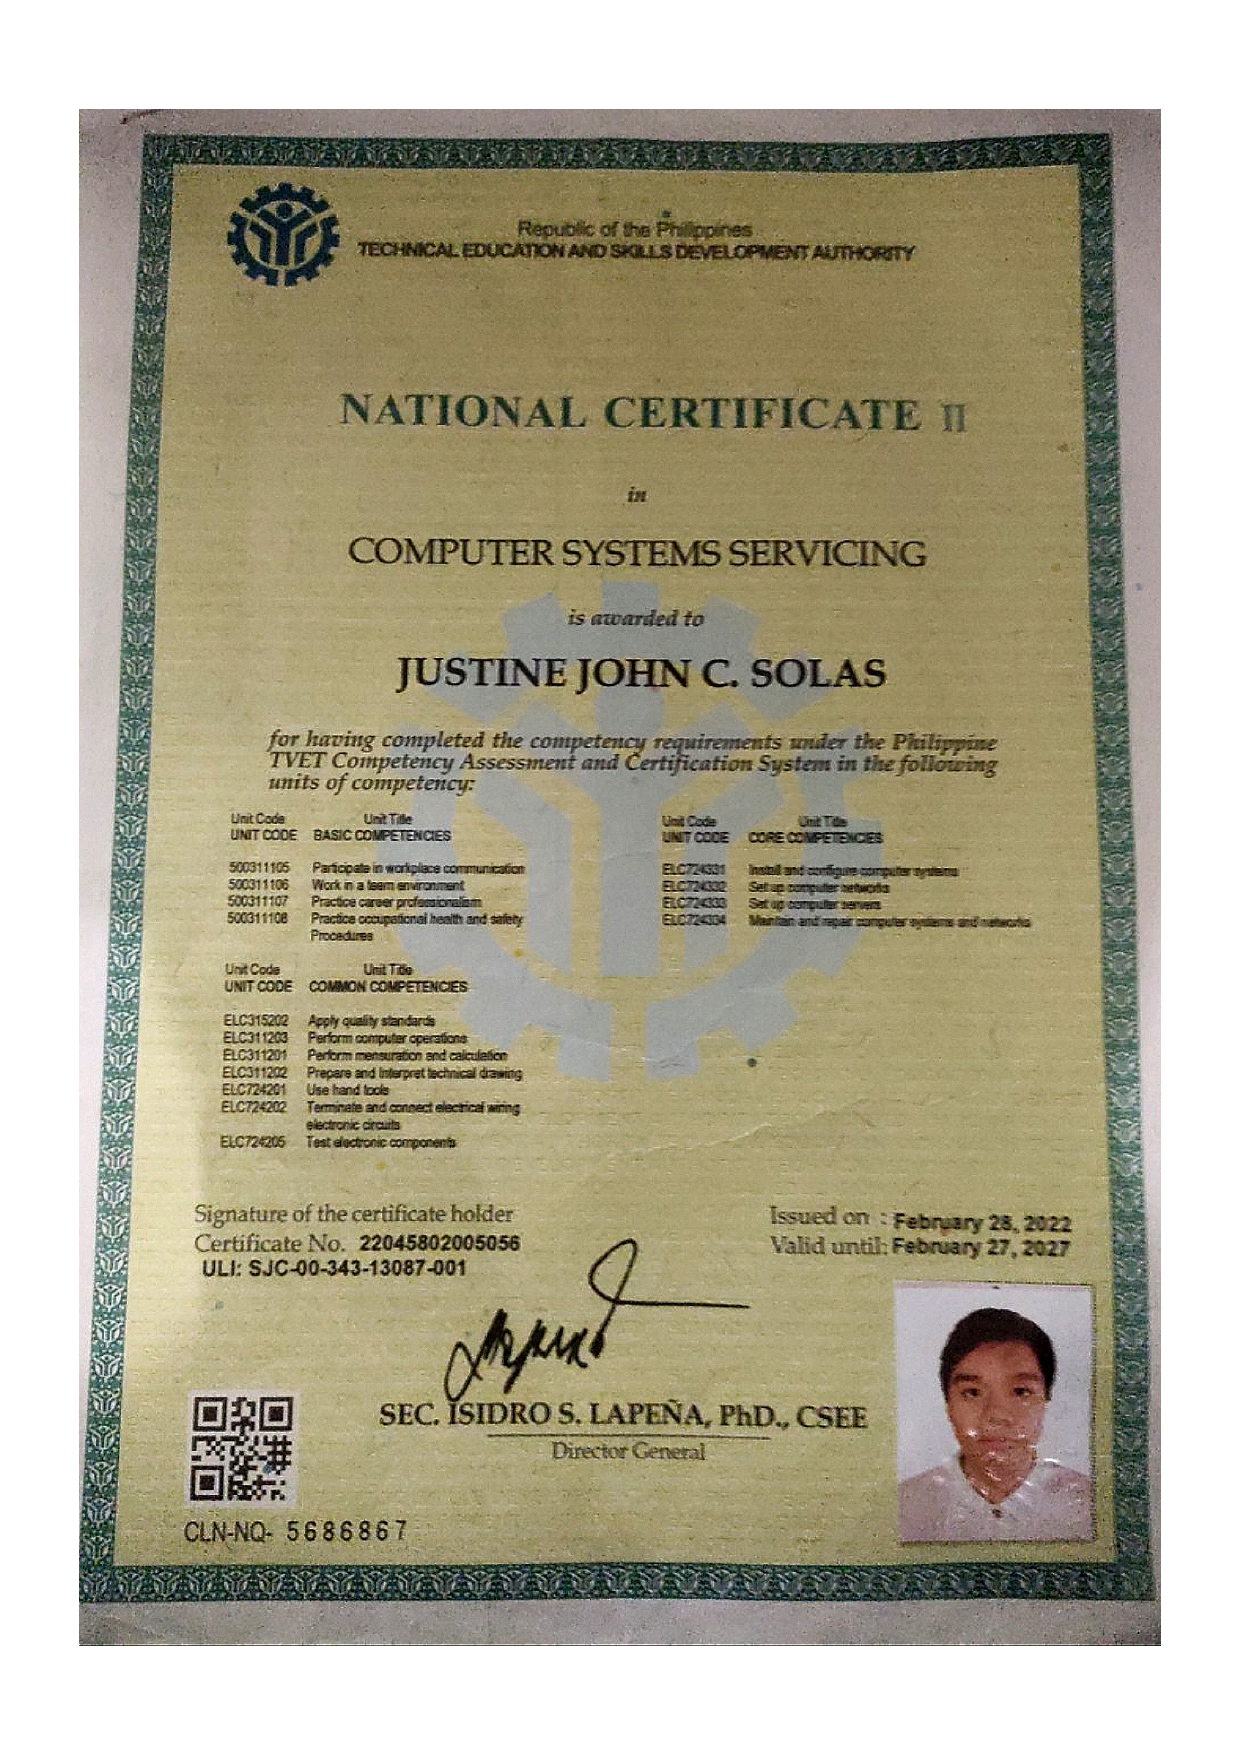 Republic of the Philippines
TECHNICAL EDUCATION AND SKILLS DEVELOPMENT AUTHORITY
NATIONAL CERTIFICATE II
in
COMPUTER SYSTEMS SERVICING
is awarded to
JUSTINE JOHN C. SOLAS
for having completed the competency requirements under the Philippine
TVET Competency Assessment and Certification System in the following
units of competency:
Unit Code Unit Title
UNIT CODE BASIC COMPETENCIES
500311105 Participate in workplace communication
500311106 Work in a team environment
500311107 Practice career professionalism
500311108 Practice occupational health and safety
Procedures
Unit Code Unit Title
UNIT CODE COMMON COMPETENCIES
ELC315202 Apply quality standards
ELC311203 Perform computer operations
ELC311201 Perform mensuration and calculation
ELC311202 Prepare and Interpret technical drawing
ELC724201 Use hand tools
ELC724202 Terminate and connect electrical wiring
electronic circuits
ELC724205 Test electronic components
Unit Code Unit Title
UNIT CODE CORE COMPETENCIES
ELC724331 Install and configure computer systems
ELC724332 Set up computer networks
ELC724333 Set up computer servers
ELC724334 Maintain and repair computer systems and networks
Signature of the certificate holder
Certificate No. 22045802005056
ULI: SJC-00-343-13087-001
Issued on : February 28, 2022
Valid until: February 27, 2027
SEC. ISIDRO S. LAPEÑA, PhD., CSEE
Director General
CLN-NQ- 5686867